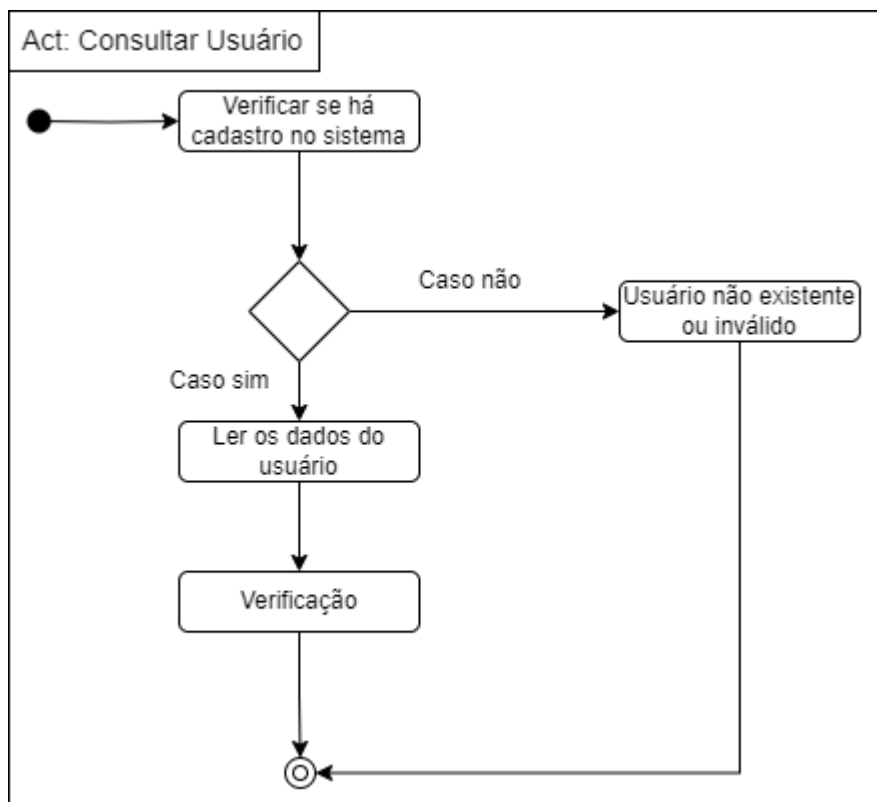 Act: Consultar Usuário
Verificar se há
cadastro no sistema
Caso não
Usuário não existente
ou inválido
Caso sim
Ler os dados do
usuário
Verificação